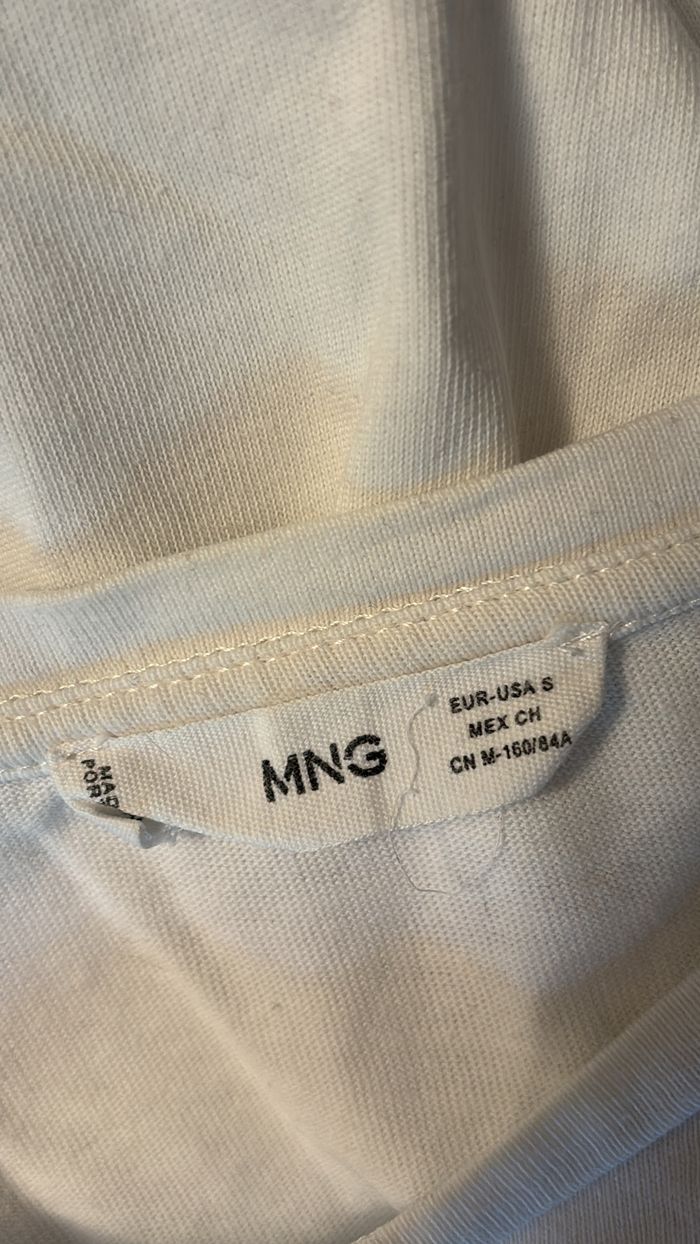 MNG
EUR-USA S
MEX CH
CN M-160/84A